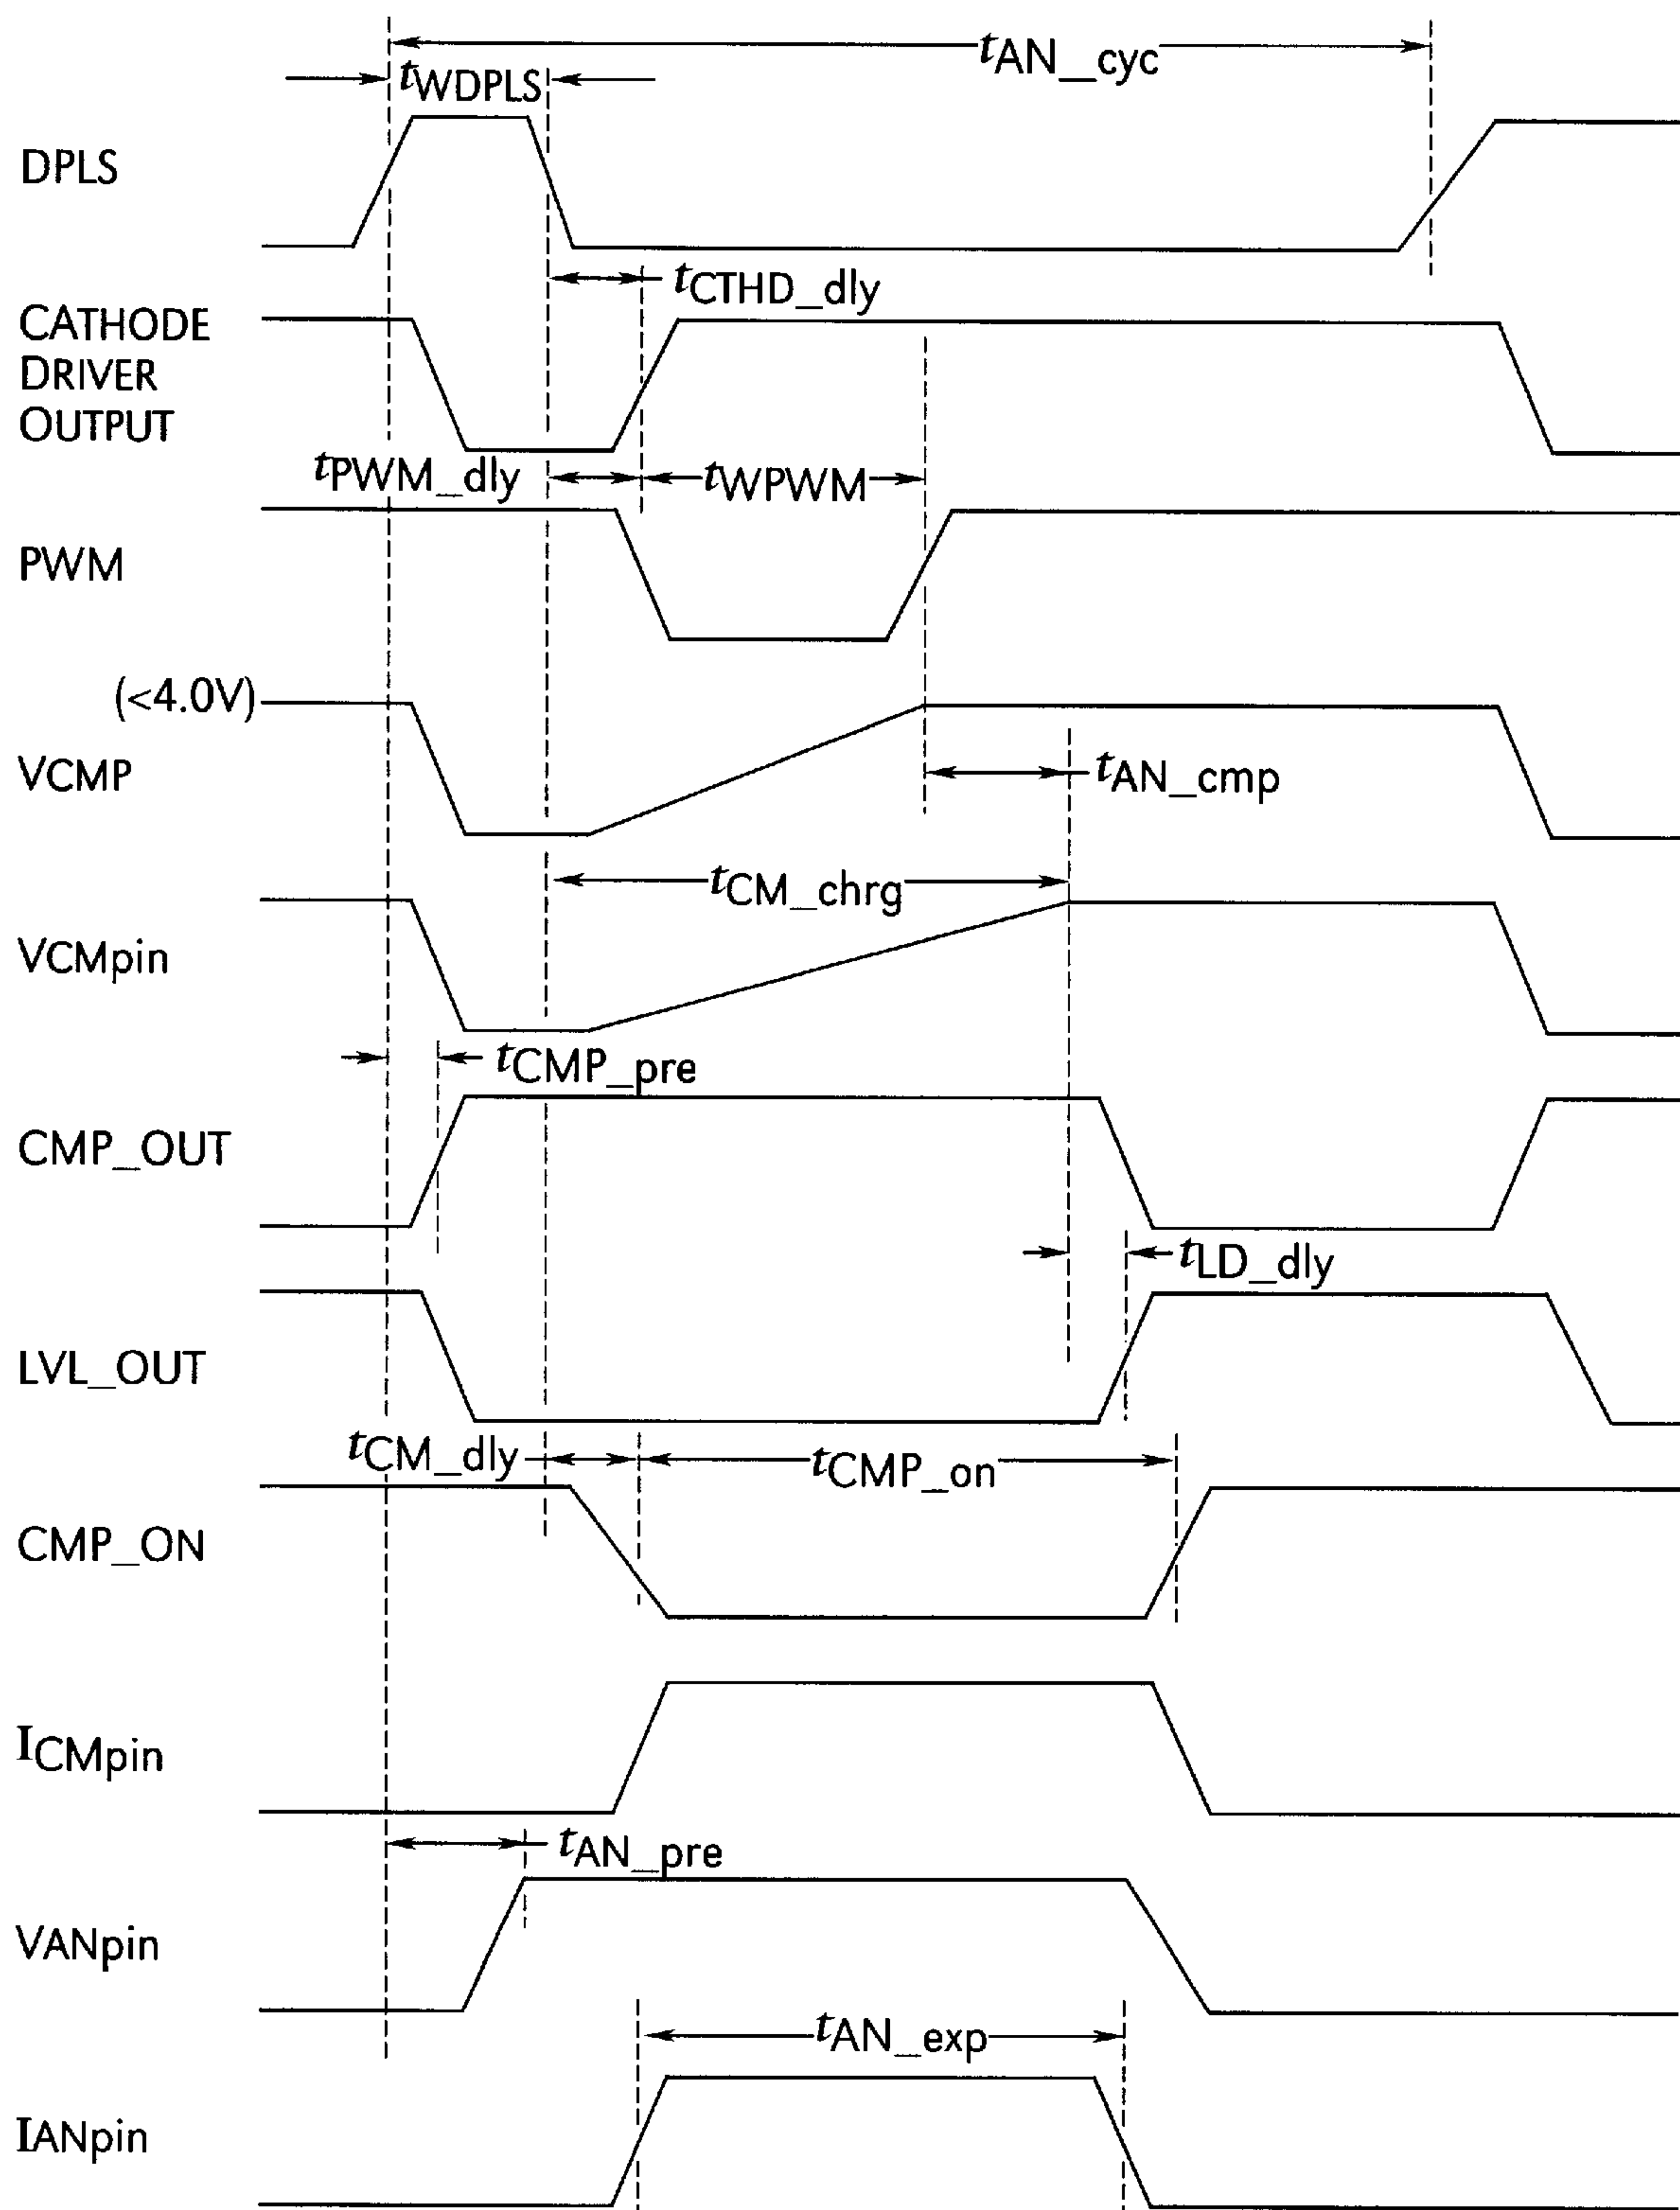 tAN_cyc
tWDPLS
DPLS
tCTHD_dly
CATHODE
DRIVER
OUTPUT
tPWM_dly
tWPWM
PWM
(<4.0V)
VCMP
tAN_cmp
tCM_chrg
VCMpin
tCMP_pre
CMP_OUT
tLD_dly
LVL_OUT
tCM_dly
tCMP_on
CMP_ON
ICMpin
tAN_pre
VANpin
tAN_exp
IANpin